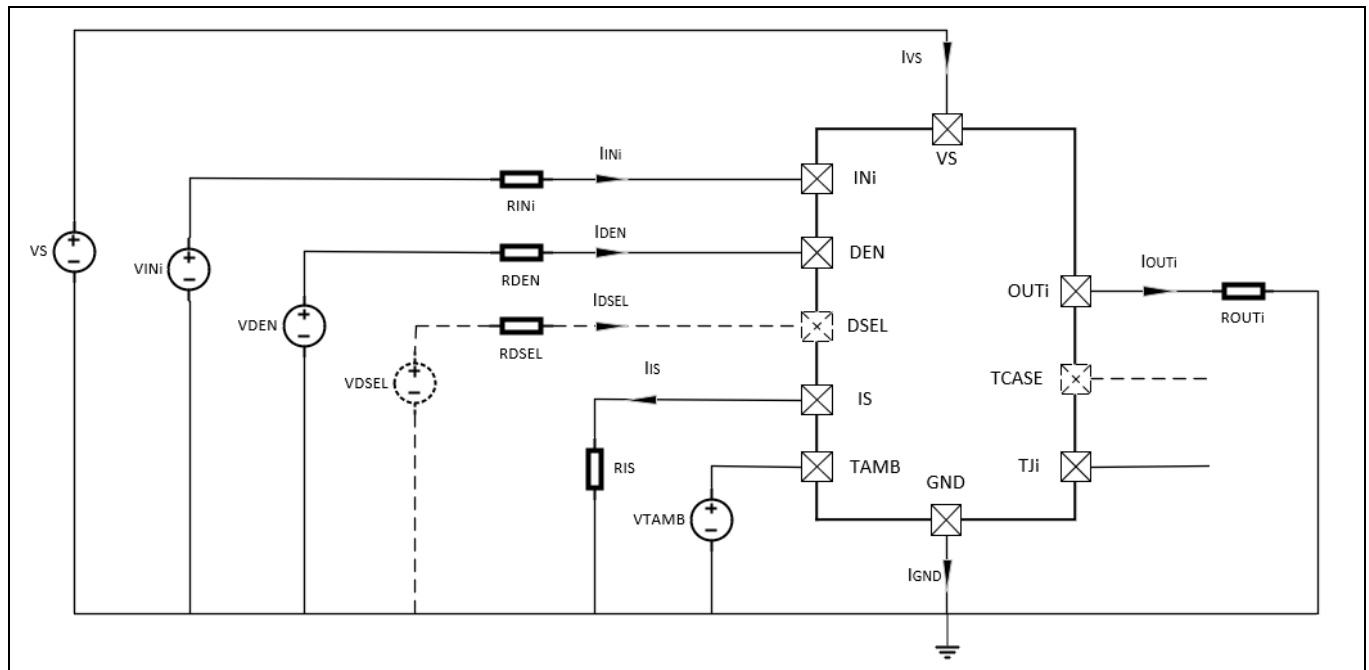 IVS
VS
IINi
INi
RINi
IDEN
DEN
VS
VINi
RDEN
IOUTi
OUTi
IDSEL
VDEN
DSEL
ROUTi
RDSEL
IIS
TCASE
VDSEL
IS
RIS
TAMB
TJi
GND
VTAMB
IGND